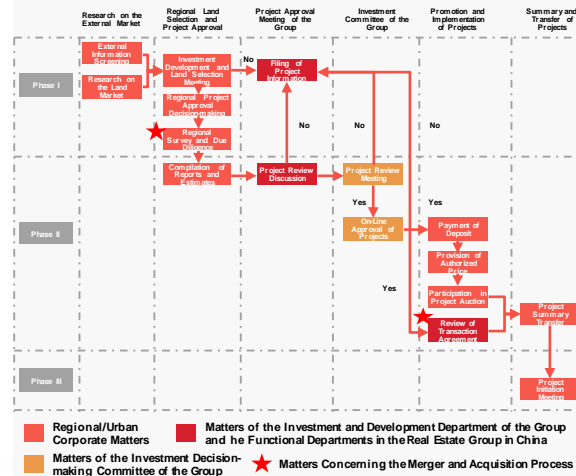 Research on the
External Market
Regional Land
Selection and
Project Approval
Project Approval
Meeting of the
Group
Investment
Committee of the
Group
Promotion and
Implementation
of Projects
Summary and
Transfer of
Projects
Phase I
External
Information
Screening
Research on
the Land
Market
Investment
Development and
Land Selection
Meeting
No
Filing of
Project
Information
Regional Project
Approval
Decision-making
Regional
Survey and Due
Diligence
No
No
No
Compilation of
Reports and
Estimates
Project Review
Discussion
Project Review
Meeting
Yes
Yes
Phase II
On-Line
Approval of
Projects
Payment of
Deposit
Provision of
Authorized
Price
Yes
Participation in
Project Auction
Review of
Transaction
Agreement
Project
Summary
Transfer
Phase III
Project
Initiation
Meeting
Regional/Urban
Corporate Matters
Matters of the Investment and Development Department of the Group
and he Functional Departments in the Real Estate Group in China
Matters of the Investment Decision-
making Committee of the Group
Matters Concerning the Merger and Acquisition Process